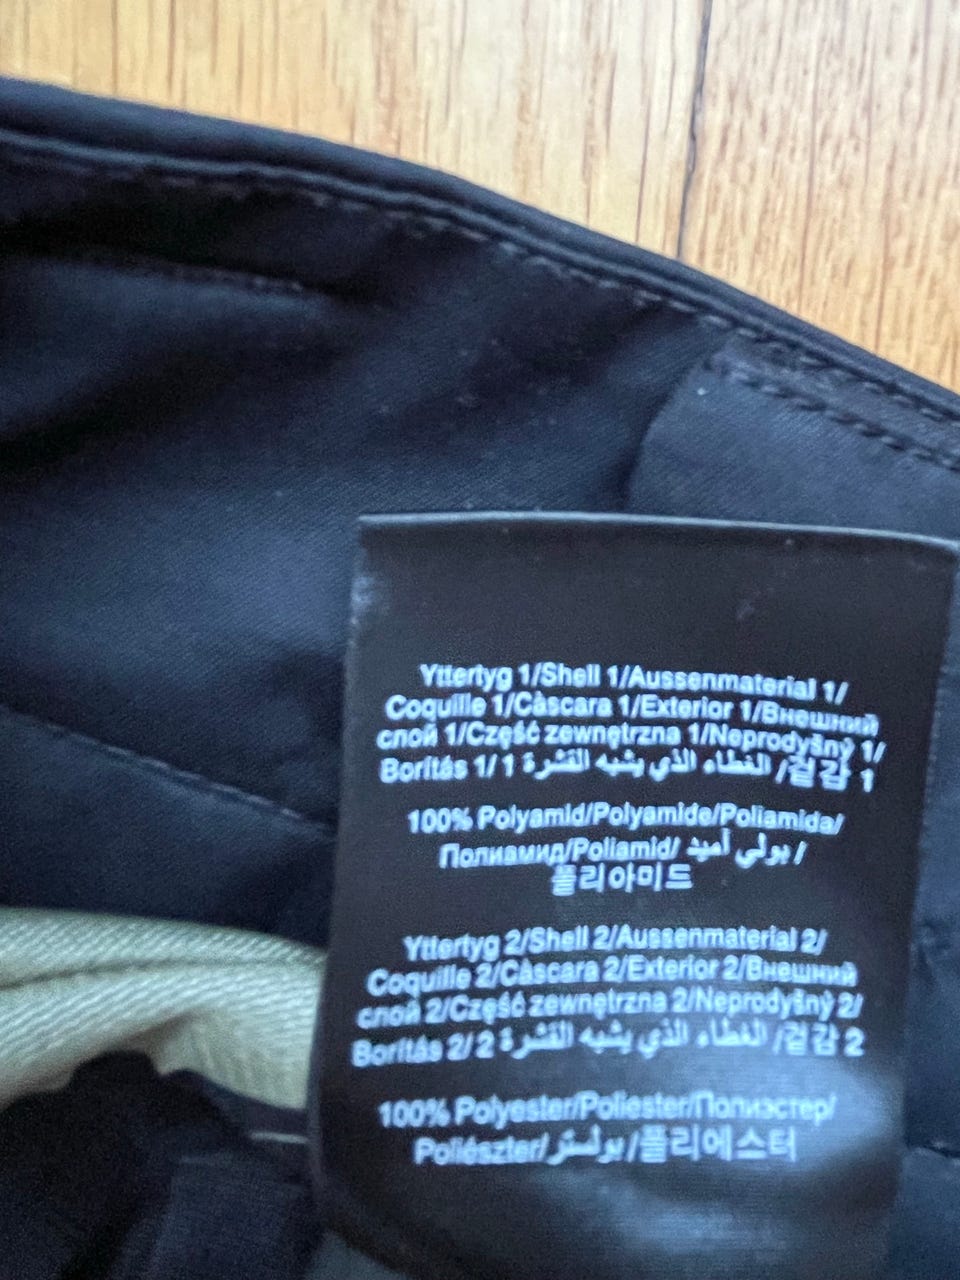 Yttertyg 1/Shell 1/Aussenmaterial 1/
Coquille 1/Càscara 1/Exterior 1/Внешний
слой 1/Część zewnętrzna 1/Neprodyšný 1/
Borítás 1/ 1 الغطاء الذي يشبه القشرة /겉감 1
100% Polyamid/Polyamide/Poliamida/
Полиамид/Poliamid/ بولي أميد /
폴리아미드
Yttertyg 2/Shell 2/Aussenmaterial 2/
Coquille 2/Càscara 2/Exterior 2/Внешний
слой 2/Część zewnętrzna 2/Neprodyšný 2/
Borítás 2/ 2 الغطاء الذي يشبه القشرة /겉감 2
100% Polyester/Poliester/Полиэстер/
Poliészter/ بولستر /폴리에스터